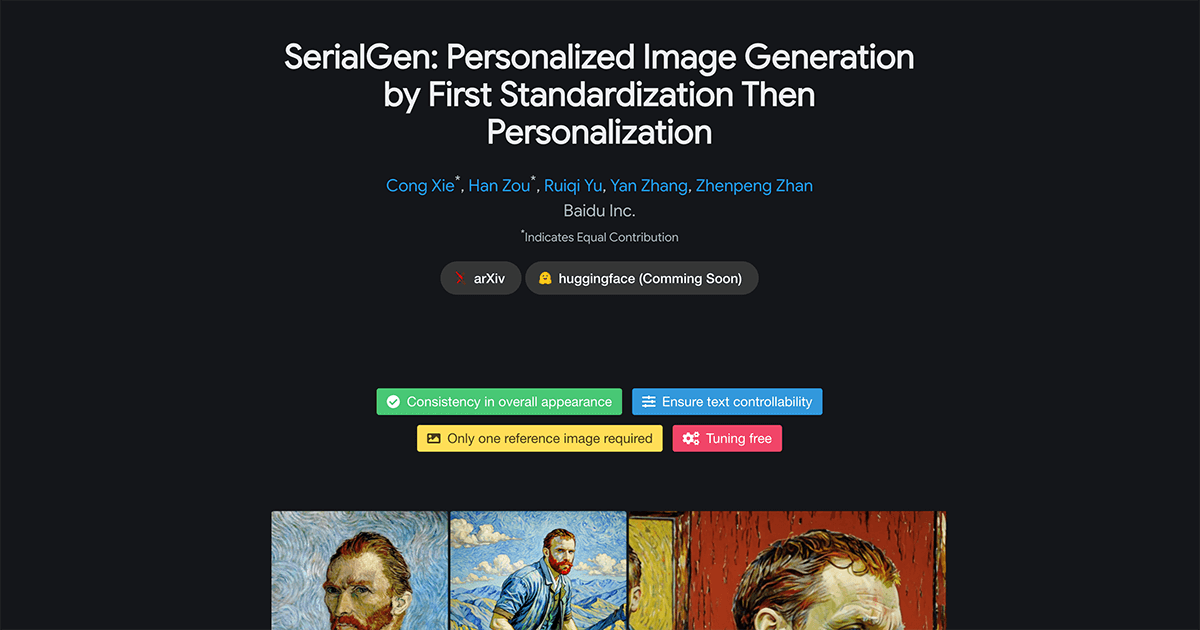 SerialGen: Personalized Image Generation
by First Standardization Then
Personalization
Cong Xie*, Han Zou*, Ruiqi Yu, Yan Zhang, Zhenpeng Zhan
Baidu Inc.
*Indicates Equal Contribution
arXiv huggingface (Comming Soon)
Consistency in overall appearance Ensure text controllability
Only one reference image required Tuning free